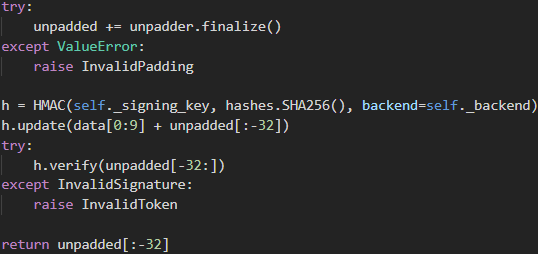 try:
    unpadded += unpadder.finalize()
except ValueError:
    raise InvalidPadding

h = HMAC(self._signing_key, hashes.SHA256(), backend=self._backend)
h.update(data[0:9] + unpadded[:-32])
try:
    h.verify(unpadded[-32:])
except InvalidSignature:
    raise InvalidToken

return unpadded[:-32]